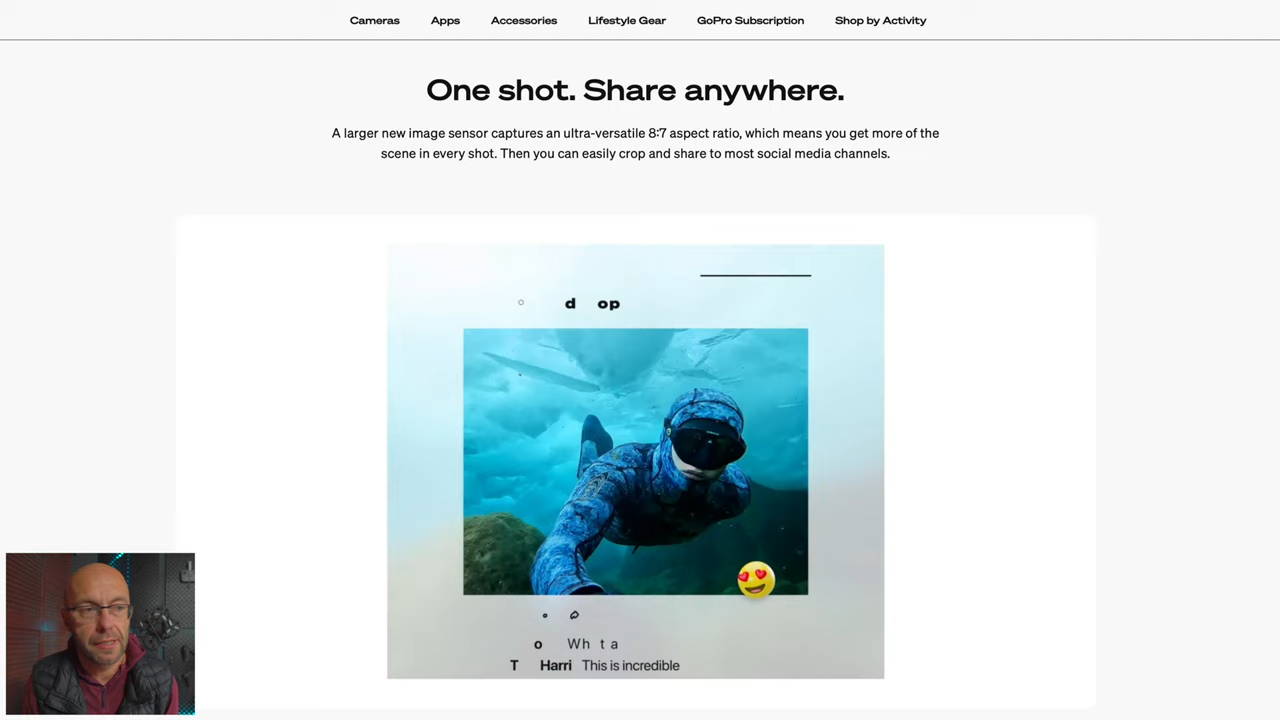 Cameras Apps Accessories Lifestyle Gear GoPro Subscription Shop by Activity
One shot. Share anywhere.
A larger new image sensor captures an ultra-versatile 8:7 aspect ratio, which means you get more of the
scene in every shot. Then you can easily crop and share to most social media channels.
d op
o Wh t a
T Harri This is incredible